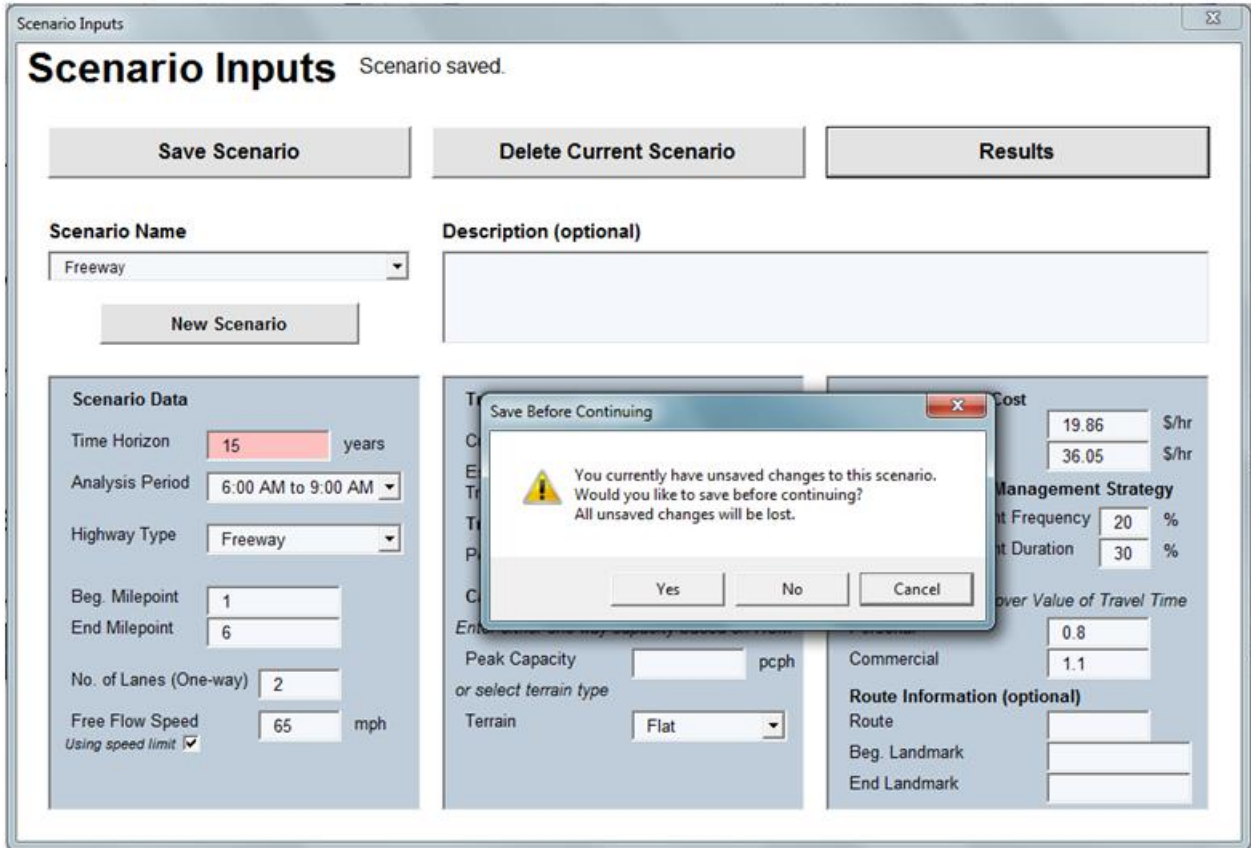 Scenario Inputs
Scenario Inputs Scenario saved.
Save Scenario Delete Current Scenario Results
Scenario Name Description (optional)
Freeway
New Scenario
Scenario Data
Time Horizon 15 years
Analysis Period 6:00 AM to 9:00 AM
Highway Type Freeway
Beg. Milepoint 1
End Milepoint 6
No. of Lanes (One-way) 2
Free Flow Speed 65 mph
Using speed limit
Save Before Continuing
You currently have unsaved changes to this scenario.
Would you like to save before continuing?
All unsaved changes will be lost.
Yes No Cancel
Peak Capacity pcph
or select terrain type
Terrain Flat
Cost
19.86 $/hr
36.05 $/hr
Management Strategy
Frequency 20 %
Duration 30 %
over Value of Travel Time
0.8
Commercial 1.1
Route Information (optional)
Route
Beg. Landmark
End Landmark